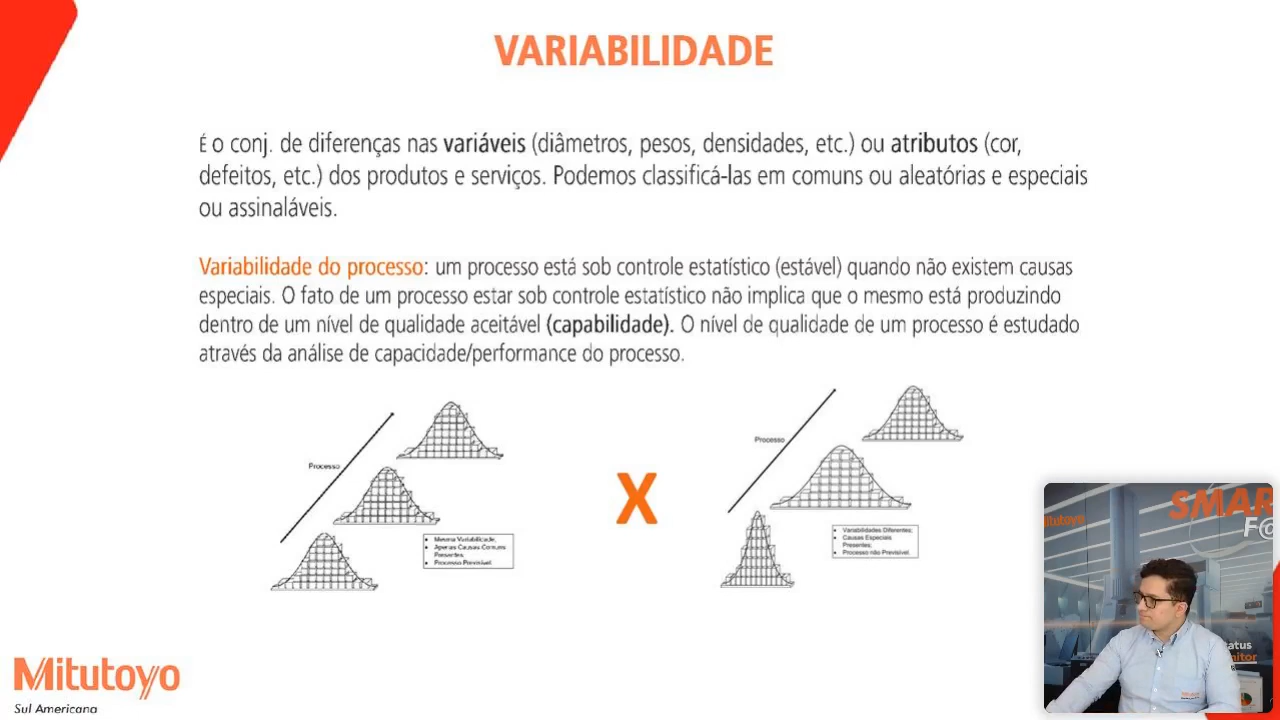 VARIABILIDADE
É o conj. de diferenças nas variáveis (diâmetros, pesos, densidades, etc.) ou atributos (cor,
defeitos, etc.) dos produtos e serviços. Podemos classificá-las em comuns ou aleatórias e especiais
ou assinaláveis.
Variabilidade do processo: um processo está sob controle estatístico (estável) quando não existem causas
especiais. O fato de um processo estar sob controle estatístico não implica que o mesmo está produzindo
dentro de um nível de qualidade aceitável (capabilidade). O nível de qualidade de um processo é estudado
através da análise de capacidade/performance do processo.
Processo
• Mesma Variabilidade,
• Apenas Causas Comuns
Presentes
• Processo Previsível.
X
Processo
• Variabilidades Diferentes;
• Causas Especiais
Presentes;
• Processo não Previsível.
Mitutoyo
SMAR
F@
tatus
nitor
Mitutoyo
Sul Americana